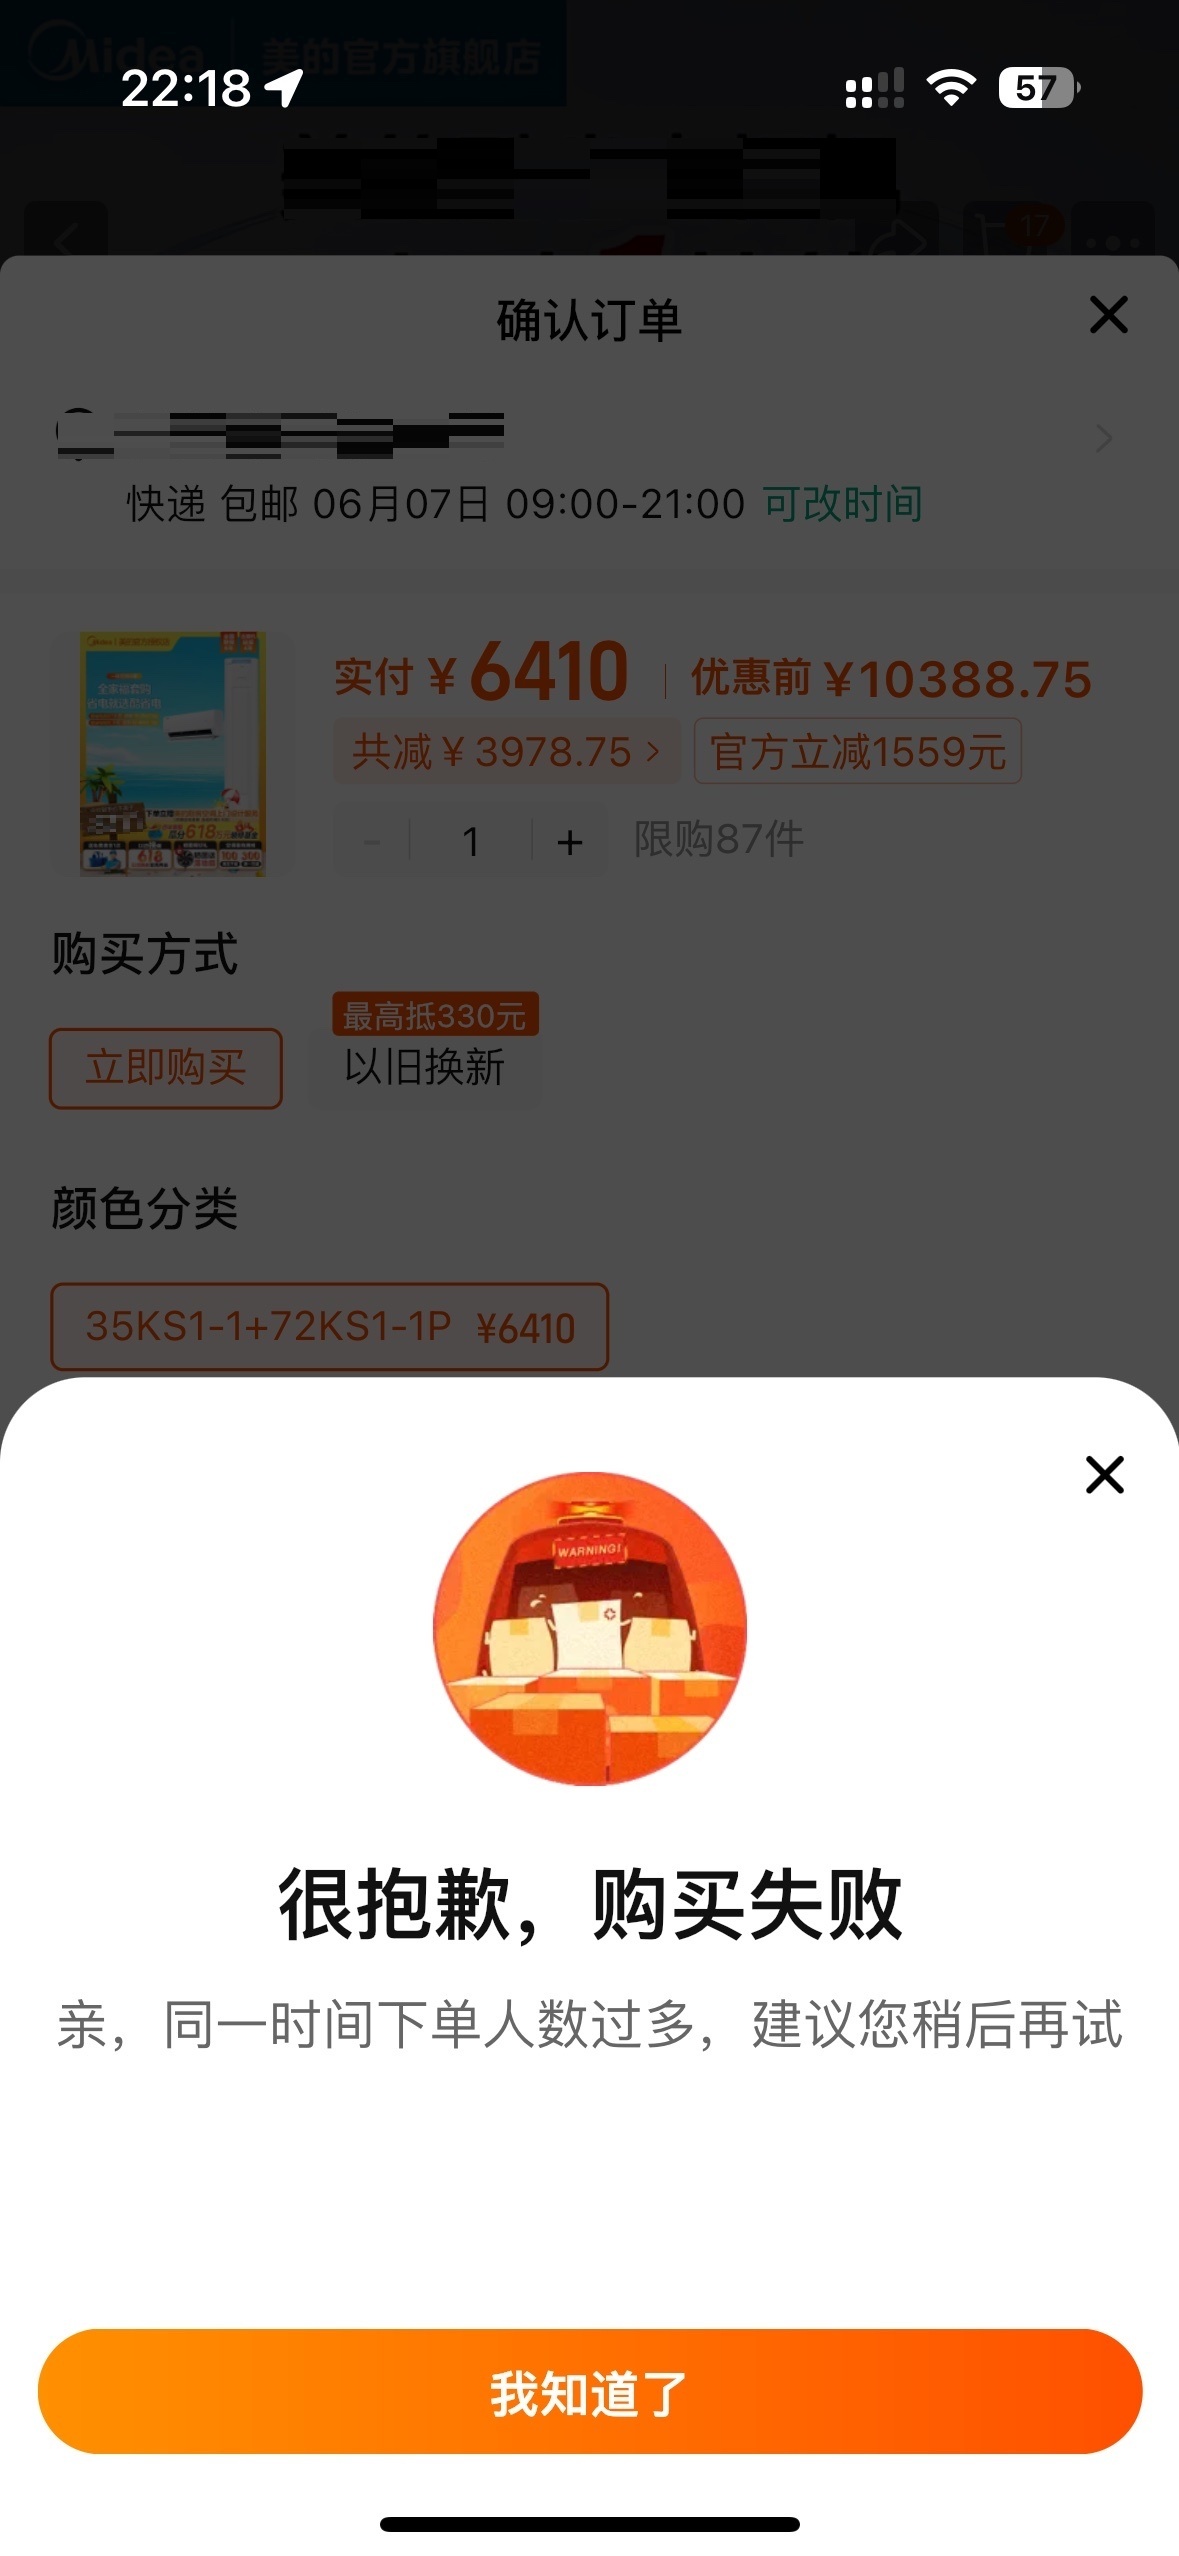 Midea 美的官方旗舰店
22:18
57
17
确认订单
快递 包邮 06月07日 09:00-21:00 可改时间
实付 ¥6410 优惠前 ¥10388.75
共减 ¥3978.75 官方立减1559元
- 1 + 限购87件
全家福套购
618
购买方式
最高抵330元
立即购买 以旧换新
颜色分类
35KS1-1+72KS1-1P ¥6410
WARNING!
很抱歉，购买失败
亲，同一时间下单人数过多，建议您稍后再试
我知道了